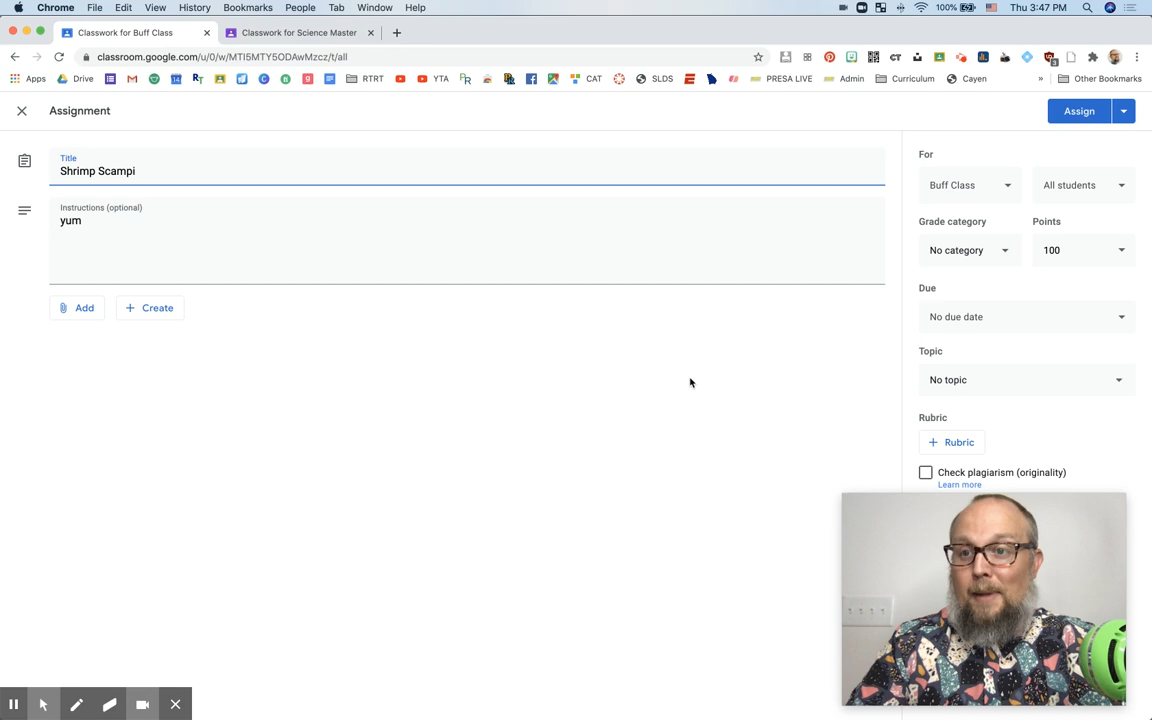 Chrome File Edit View History Bookmarks People Tab Window Help 100% Thu 3:47 PM
Classwork for Buff Class
Classwork for Science Master
classroom.google.com/u/0/w/MTI5MTY5ODAwMzcz/t/all
Apps Drive RTRT YTA CAT SLDS PRESA LIVE Admin Curriculum Cayen » Other Bookmarks
Assignment
Assign
Title
Shrimp Scampi
Instructions (optional)
yum
Add
Create
For
Buff Class
All students
Grade category
Points
No category
100
Due
No due date
Topic
No topic
Rubric
Rubric
Check plagiarism (originality)
Learn more